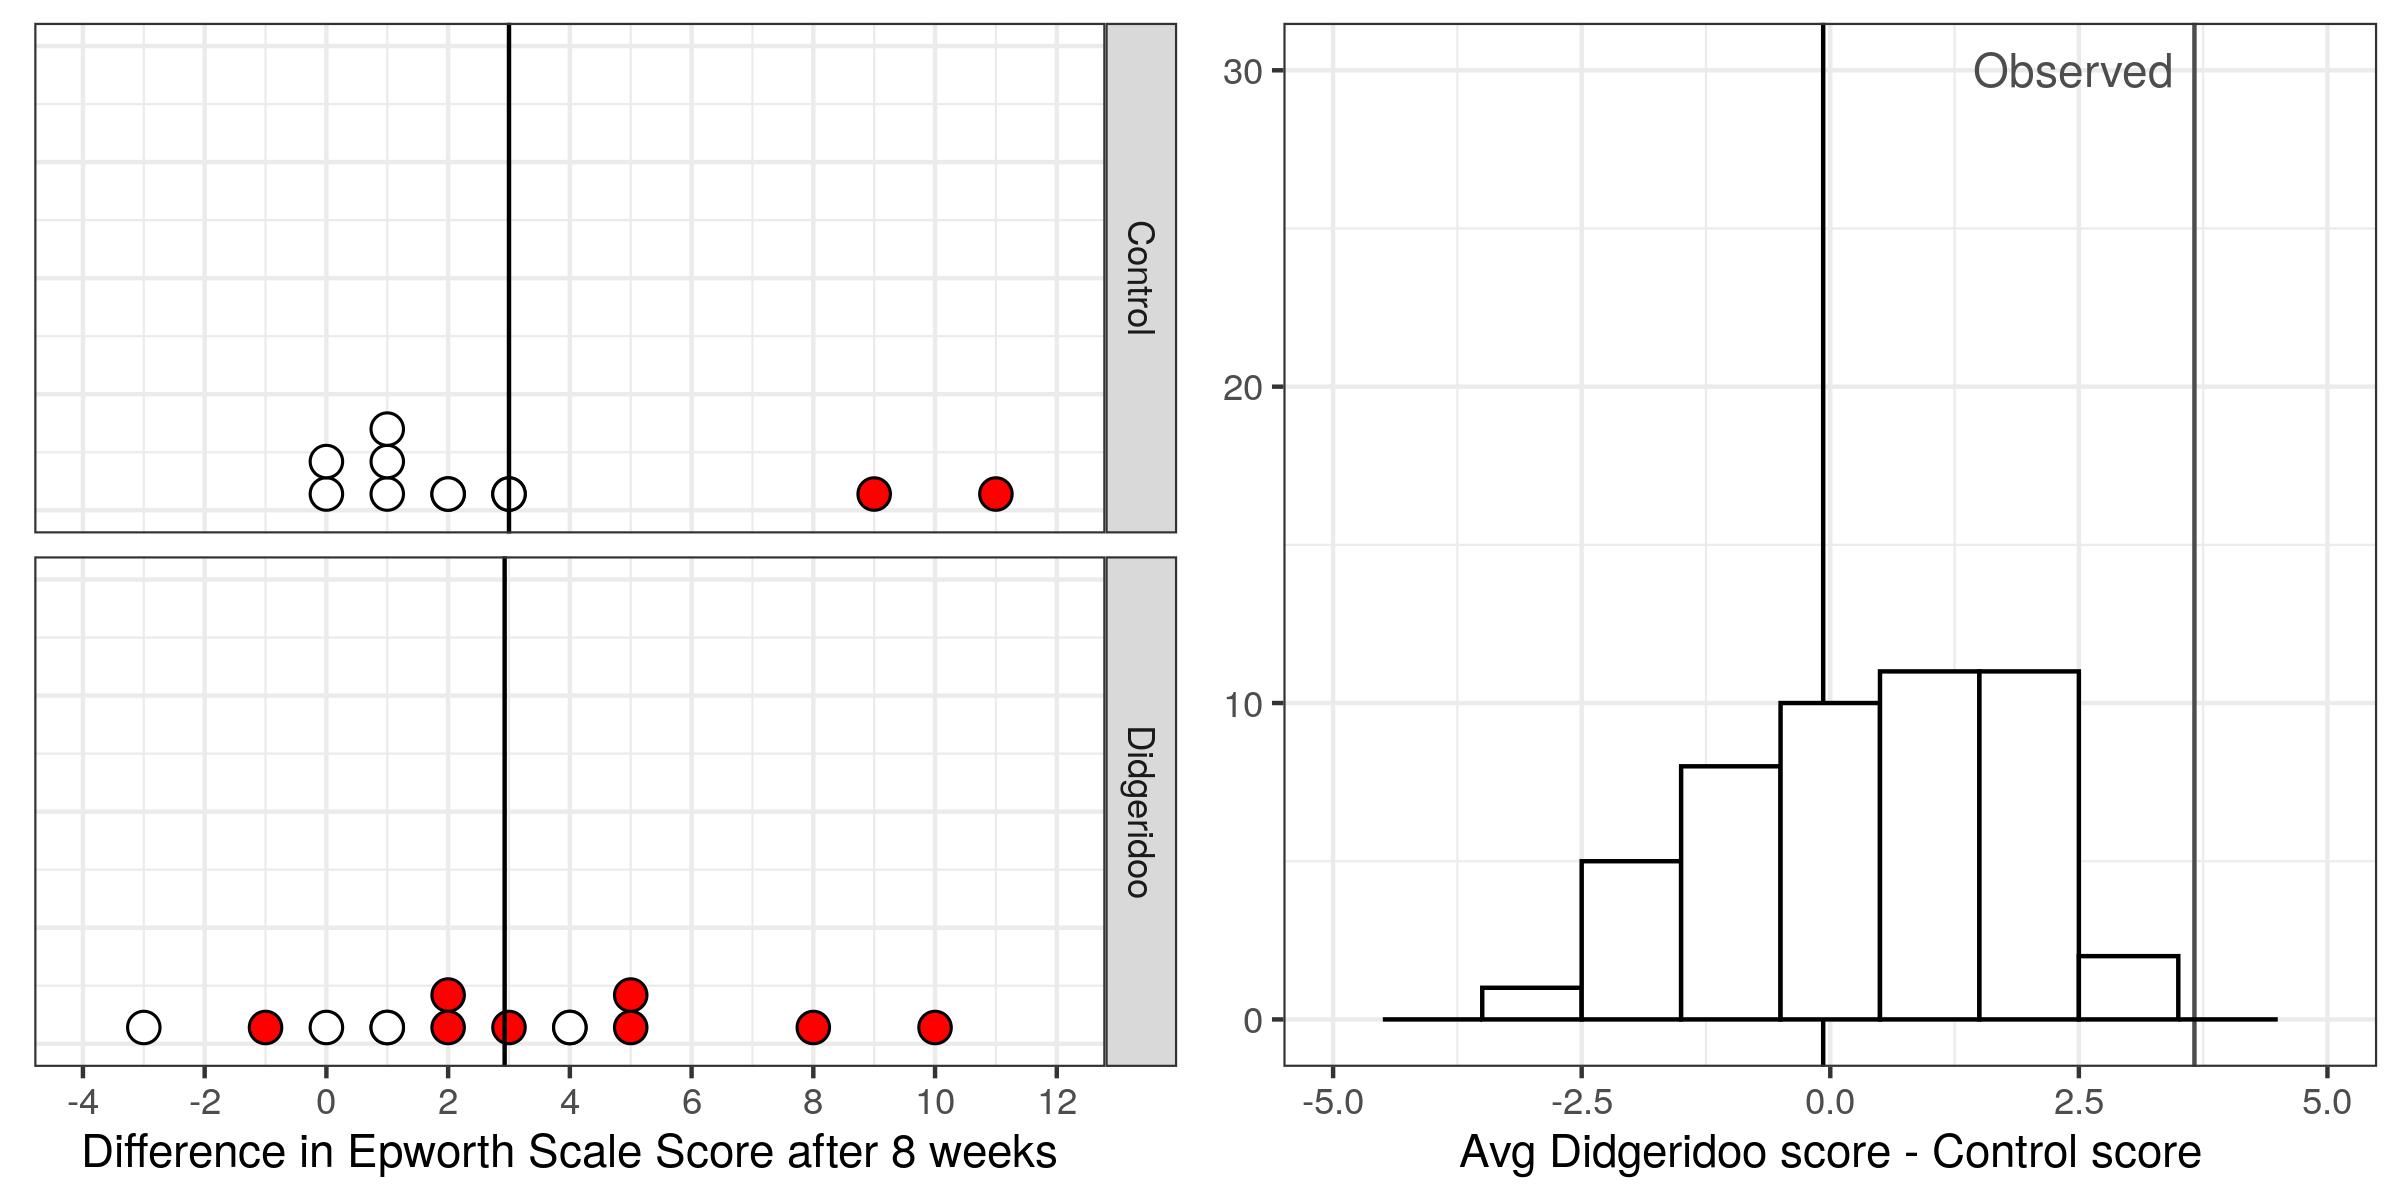 Control
Didgeridoo
-4 -2 0 2 4 6 8 10 12
Difference in Epworth Scale Score after 8 weeks
Observed
30
20
10
0
-5.0 -2.5 0.0 2.5 5.0
Avg Didgeridoo score - Control score